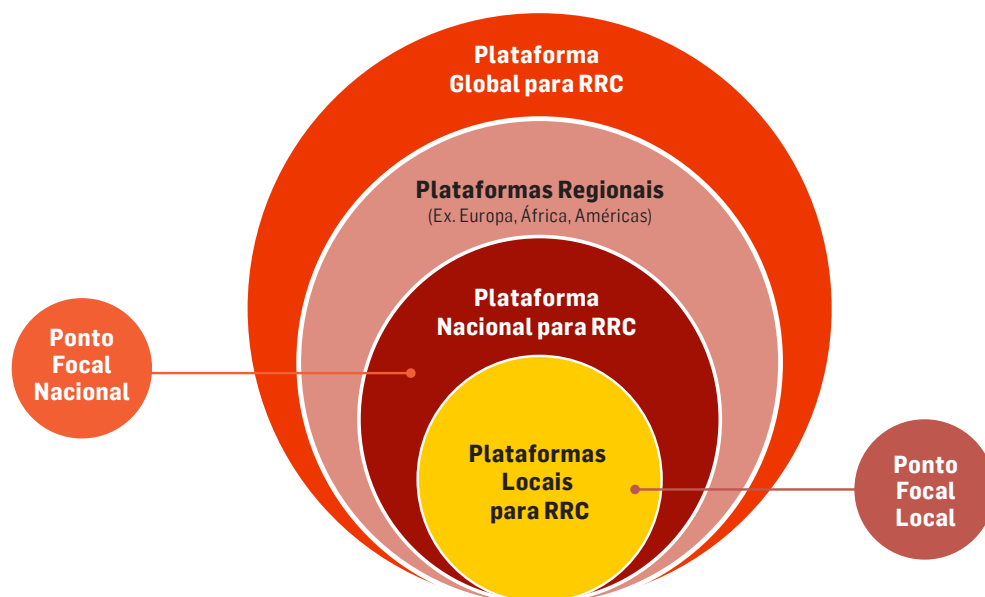 Plataforma
Global para RRC
Plataformas Regionais
(Ex. Europa, África, Américas)
Plataforma
Nacional para RRC
Ponto
Focal
Nacional
Plataformas
Locais
para RRC
Ponto
Focal
Local